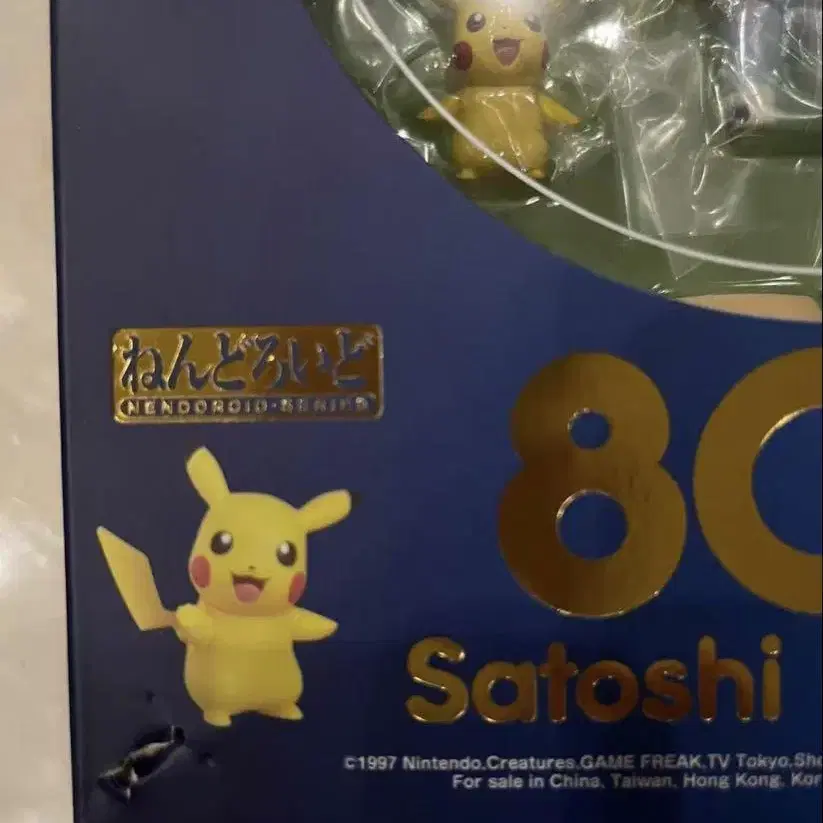 ねんどろいど
NENDOROID-SERIES
80
Satoshi
©1997 Nintendo,Creatures,GAME FREAK,TV Tokyo,Sho
For sale in China, Taiwan, Hong Kong, Kor